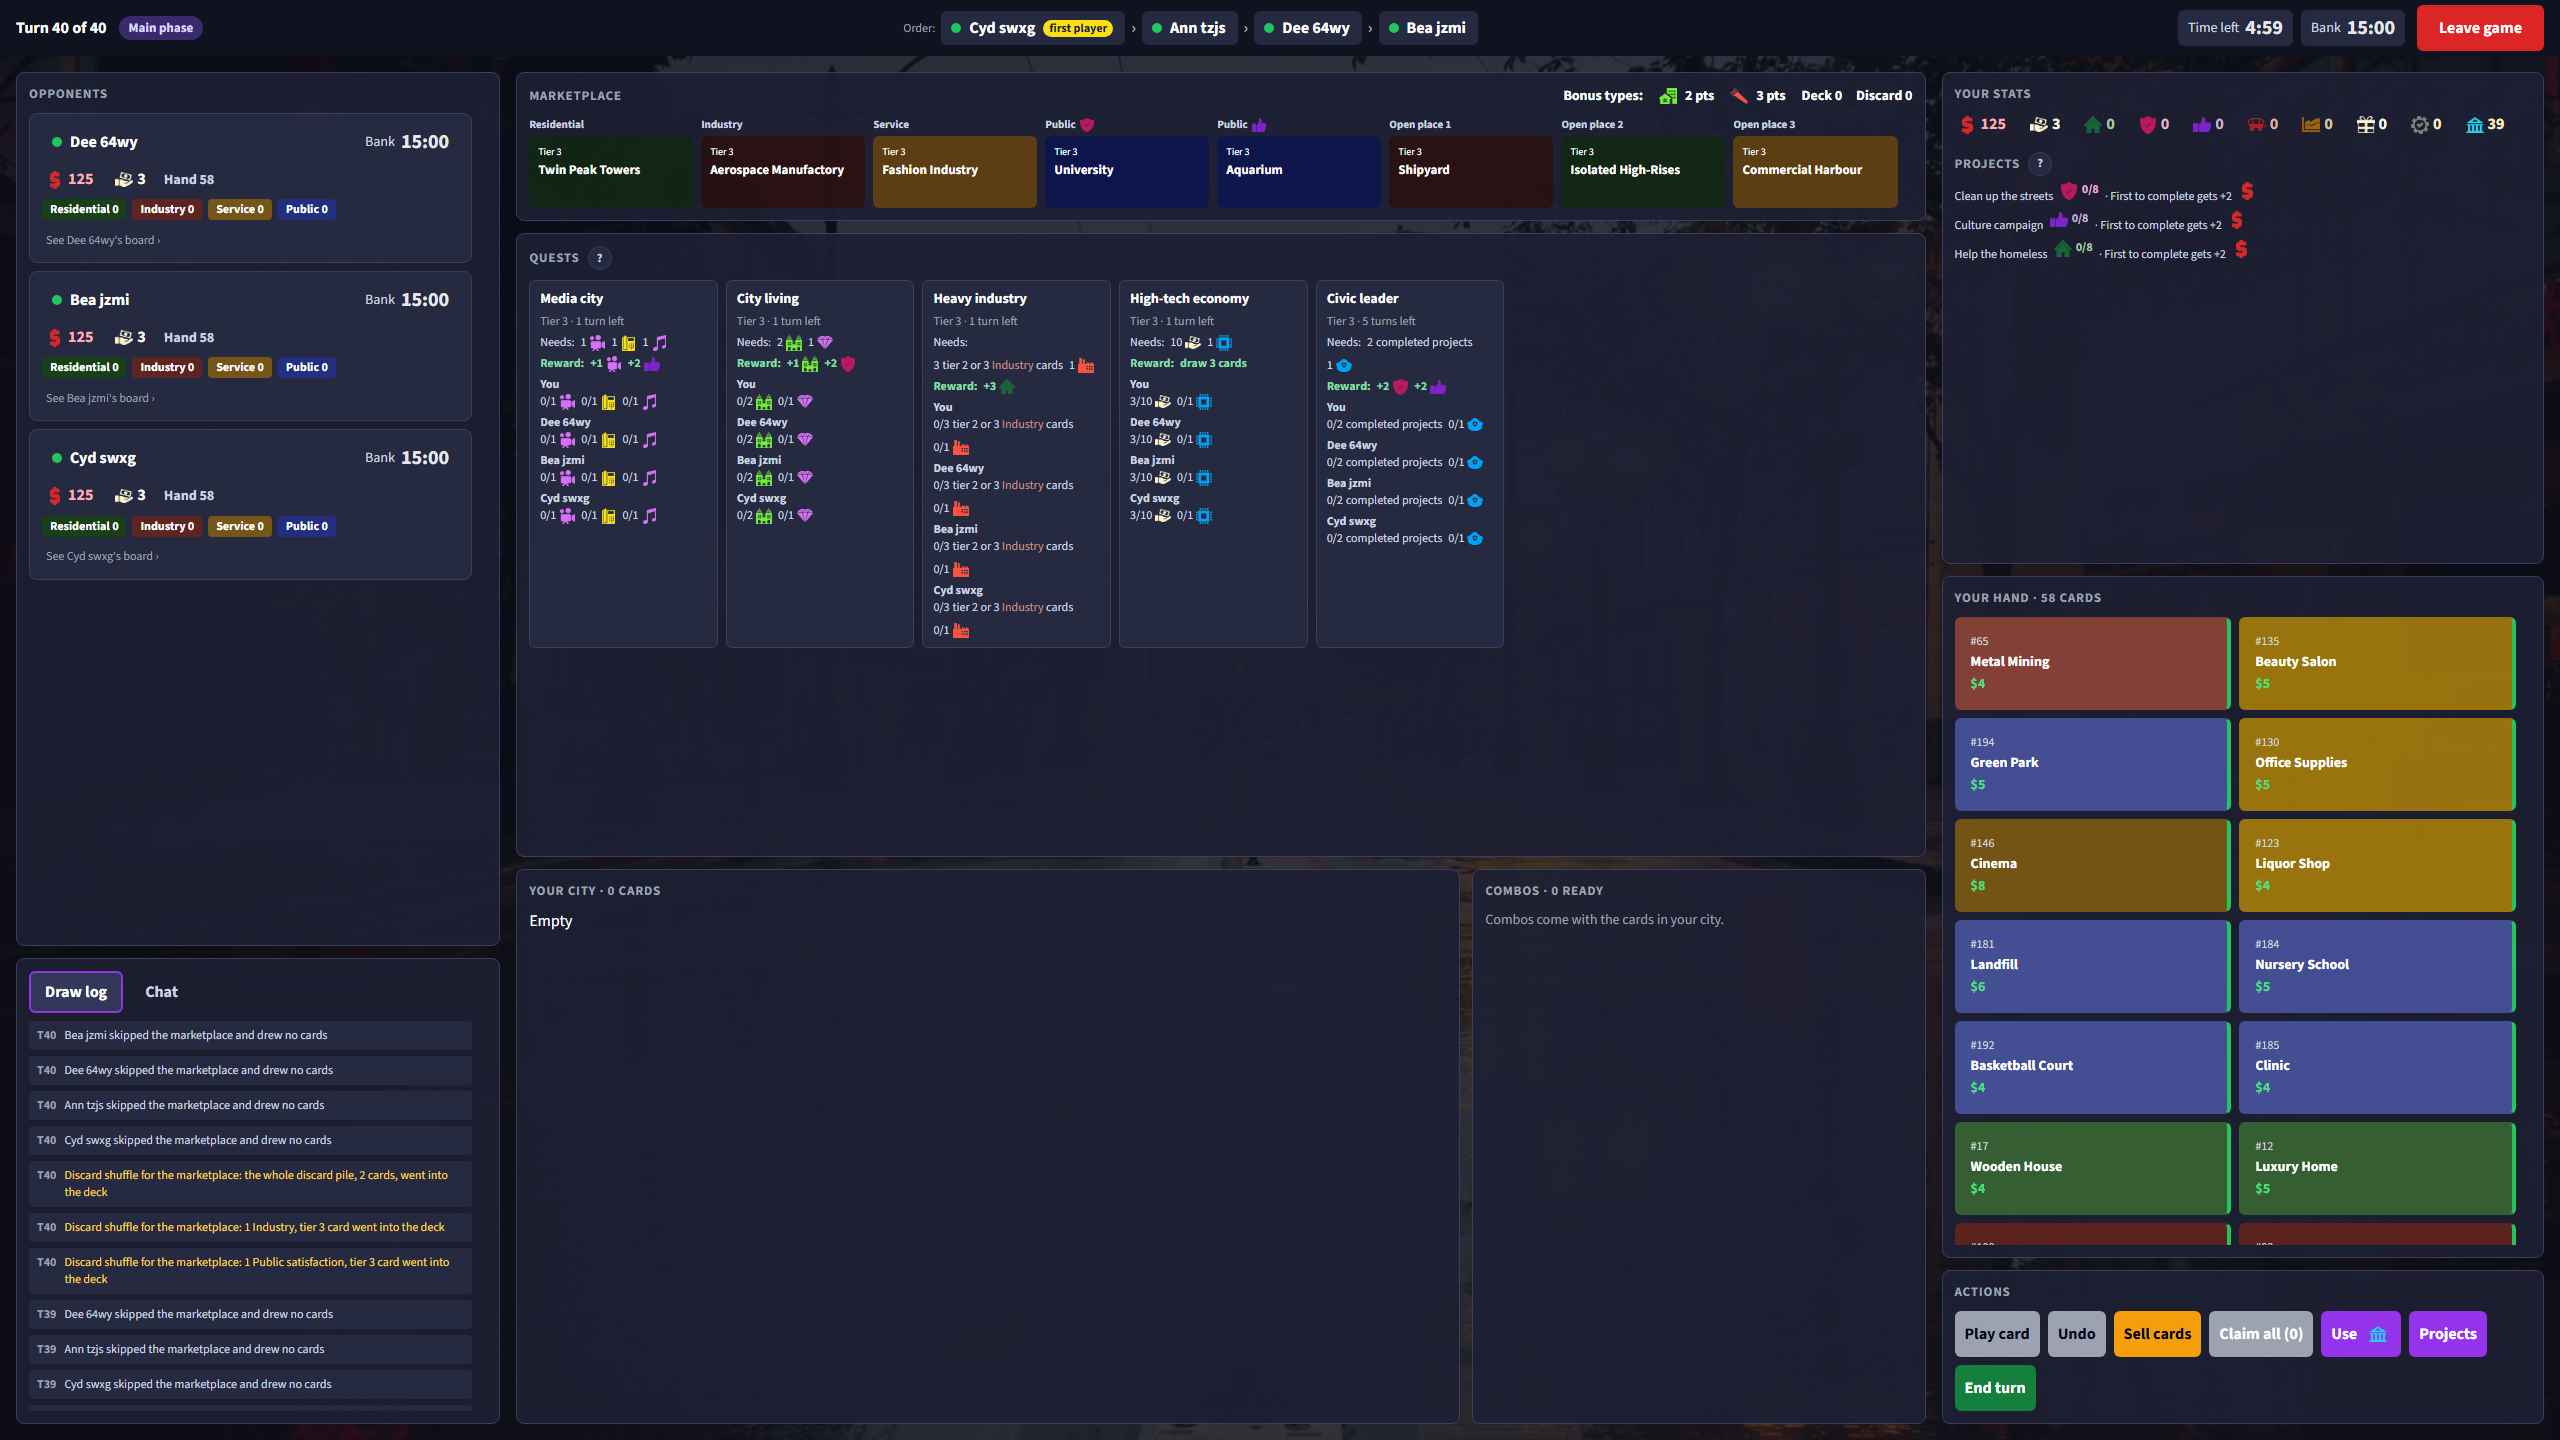 Turn 40 of 40 Main phase
Order: Cyd swxg first player › Ann tzjs › Dee 64wy › Bea jzmi
Time left 4:59 Bank 15:00 Leave game
OPPONENTS
Dee 64wy Bank 15:00
125 3 Hand 58
Residential 0 Industry 0 Service 0 Public 0
See Dee 64wy's board ›
Bea jzmi Bank 15:00
125 3 Hand 58
Residential 0 Industry 0 Service 0 Public 0
See Bea jzmi's board ›
Cyd swxg Bank 15:00
125 3 Hand 58
Residential 0 Industry 0 Service 0 Public 0
See Cyd swxg's board ›
Draw log Chat
T40 Bea jzmi skipped the marketplace and drew no cards
T40 Dee 64wy skipped the marketplace and drew no cards
T40 Ann tzjs skipped the marketplace and drew no cards
T40 Cyd swxg skipped the marketplace and drew no cards
T40 Discard shuffle for the marketplace: the whole discard pile, 2 cards, went into
the deck
T40 Discard shuffle for the marketplace: 1 Industry, tier 3 card went into the deck
T40 Discard shuffle for the marketplace: 1 Public satisfaction, tier 3 card went into
the deck
T39 Dee 64wy skipped the marketplace and drew no cards
T39 Ann tzjs skipped the marketplace and drew no cards
T39 Cyd swxg skipped the marketplace and drew no cards
MARKETPLACE Bonus types: 2 pts 3 pts Deck 0 Discard 0
Residential Industry Service Public Public Open place 1 Open place 2 Open place 3
Tier 3 Tier 3 Tier 3 Tier 3 Tier 3 Tier 3 Tier 3 Tier 3
Twin Peak Towers Aerospace Manufactory Fashion Industry University Aquarium Shipyard Isolated High-Rises Commercial Harbour
QUESTS ?
Media city
Tier 3 · 1 turn left
Needs: 1 1 1
Reward: +1 +2
You
0/1 0/1 0/1
Dee 64wy
0/1 0/1 0/1
Bea jzmi
0/1 0/1 0/1
Cyd swxg
0/1 0/1 0/1
City living
Tier 3 · 1 turn left
Needs: 2 1
Reward: +1 +2
You
0/2 0/1
Dee 64wy
0/2 0/1
Bea jzmi
0/2 0/1
Cyd swxg
0/2 0/1
Heavy industry
Tier 3 · 1 turn left
Needs:
3 tier 2 or 3 Industry cards 1
Reward: +3
You
0/3 tier 2 or 3 Industry cards
0/1
Dee 64wy
0/3 tier 2 or 3 Industry cards
0/1
Bea jzmi
0/3 tier 2 or 3 Industry cards
0/1
Cyd swxg
0/3 tier 2 or 3 Industry cards
0/1
High-tech economy
Tier 3 · 1 turn left
Needs: 10 1
Reward: draw 3 cards
You
3/10 0/1
Dee 64wy
3/10 0/1
Bea jzmi
3/10 0/1
Cyd swxg
3/10 0/1
Civic leader
Tier 3 · 5 turns left
Needs: 2 completed projects
1
Reward: +2 +2
You
0/2 completed projects 0/1
Dee 64wy
0/2 completed projects 0/1
Bea jzmi
0/2 completed projects 0/1
Cyd swxg
0/2 completed projects 0/1
YOUR CITY · 0 CARDS
Empty
COMBOS · 0 READY
Combos come with the cards in your city.
YOUR STATS
125 3 0 0 0 0 0 0 0 39
PROJECTS ?
Clean up the streets 0/8 · First to complete gets +2
Culture campaign 0/8 · First to complete gets +2
Help the homeless 0/8 · First to complete gets +2
YOUR HAND · 58 CARDS
#65 #135
Metal Mining Beauty Salon
$4 $5
#194 #130
Green Park Office Supplies
$5 $5
#146 #123
Cinema Liquor Shop
$8 $4
#181 #184
Landfill Nursery School
$6 $5
#192 #185
Basketball Court Clinic
$4 $4
#17 #12
Wooden House Luxury Home
$4 $5
ACTIONS
Play card Undo Sell cards Claim all (0) Use Projects
End turn